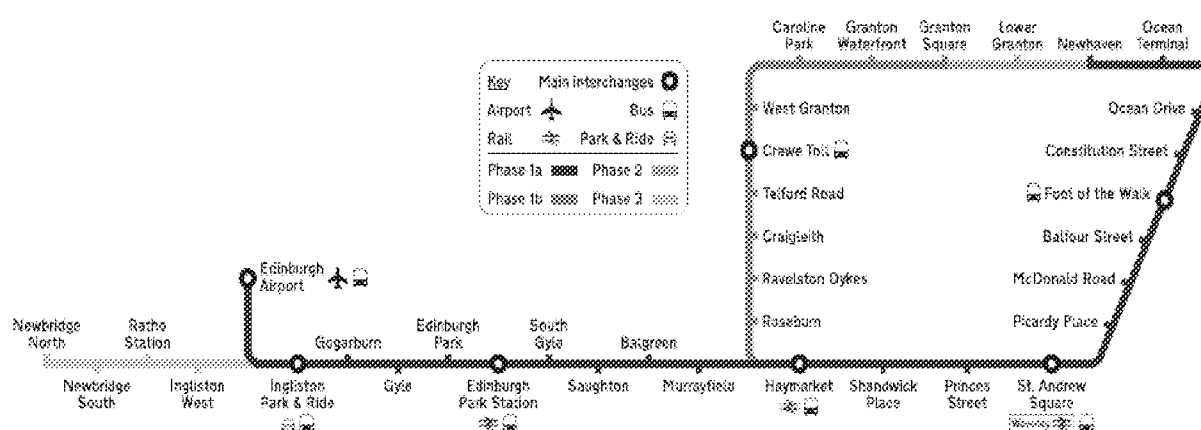 Caroline
Park
Granton
Waterfront
Granton
Square
Lower
Granton
Newhaven
Ocean
Terminal
Key Main interchanges
Airport Bus
Rail Park & Ride
Phase 1a Phase 2
Phase 1b Phase 3
West Granton
Crewe Toll
Telford Road
Craigleith
Ravelston Dykes
Roseburn
Ocean Drive
Constitution Street
Foot of the Walk
Balfour Street
McDonald Road
Picardy Place
Edinburgh
Airport
Newbridge
North
Ratho
Station
Gogarburn
Edinburgh
Park
South
Gyle
Balgreen
Newbridge
South
Ingliston
West
Ingliston
Park & Ride
Gyle
Edinburgh
Park Station
Saughton
Murrayfield
Haymarket
Shandwick
Place
Princes
Street
St. Andrew
Square
Waverley